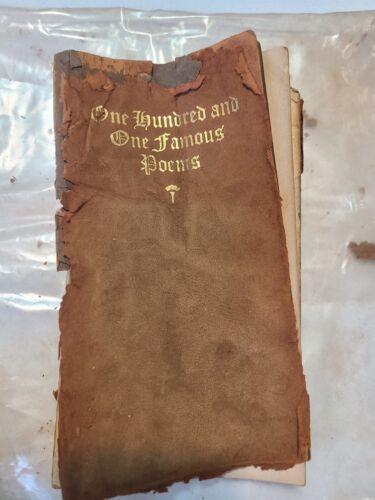 One Hundred and
One Famous
Poems